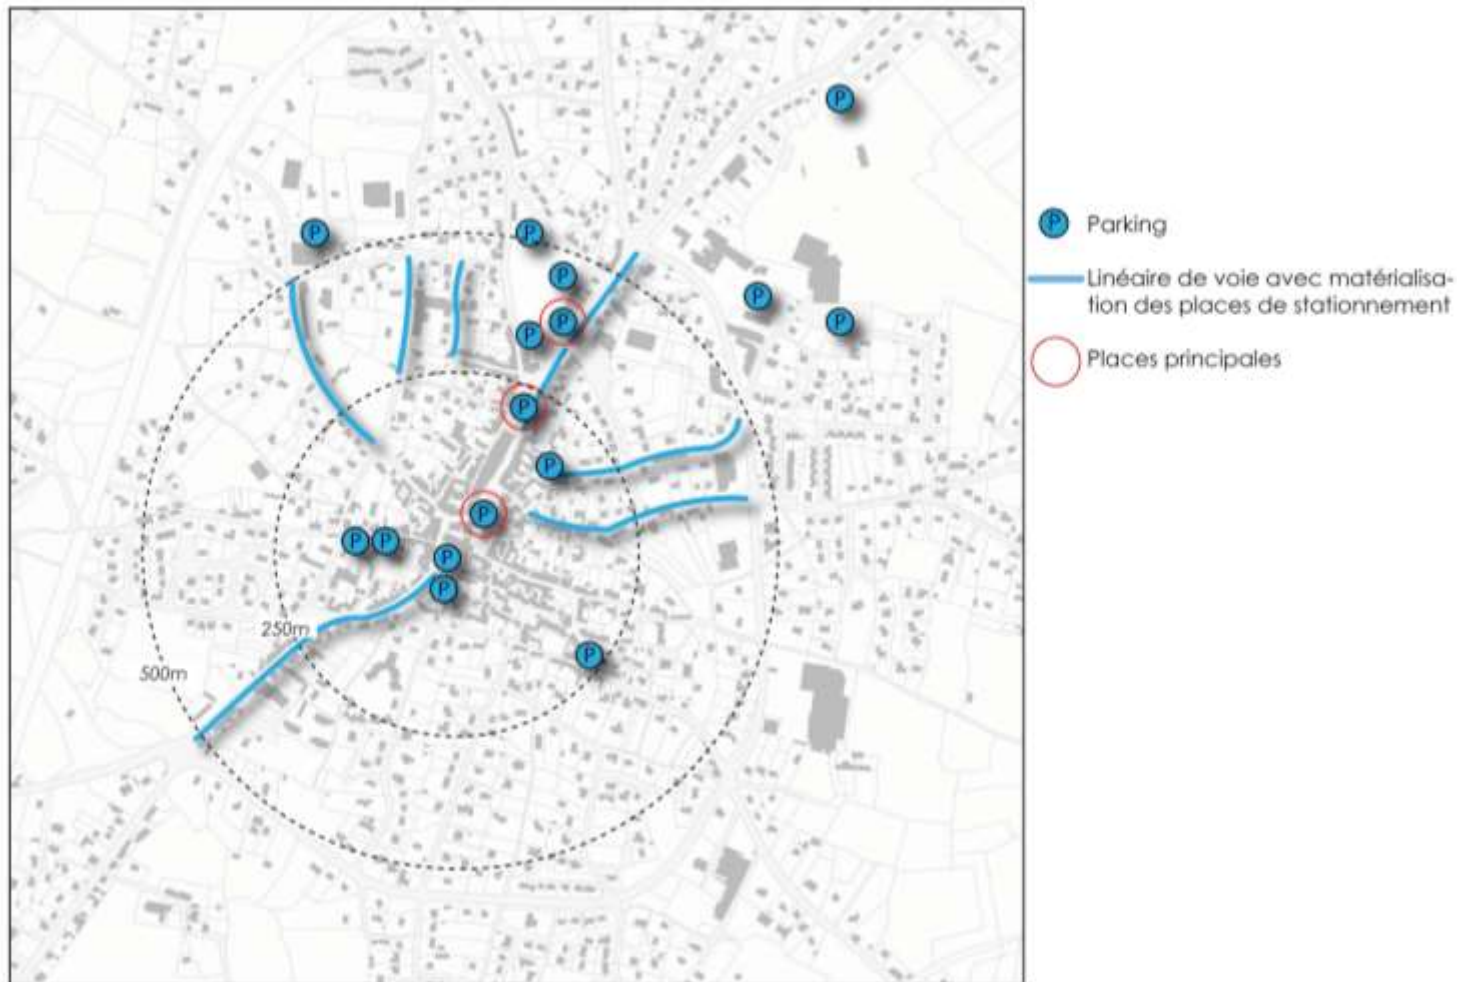 P
P
P
P
P
P
P
P
P
P
P
P P
P
P
250m
P
500m
P Parking
Linéaire de voie avec matérialisa-
tion des places de stationnement
Places principales